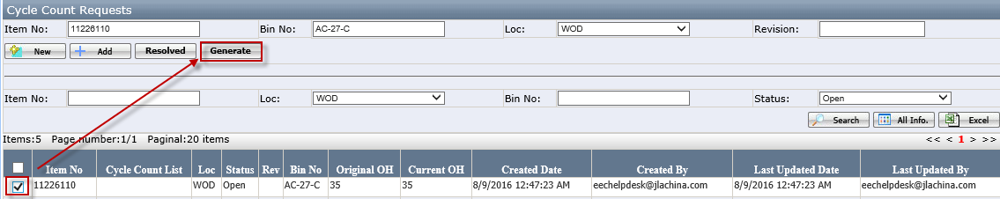 Cycle Count Requests
Item No: 11226110 Bin No: AC-27-C Loc: WOD Revision:
New Add Resolved Generate
Item No: Loc: WOD Bin No: Status: Open
Search All Info. Excel
Items:5 Page number:1/1 Paginal:20 items << < 1 > >>
Item No Cycle Count List Loc Status Rev Bin No Original OH Current OH Created Date Created By Last Updated Date Last Updated By
11226110 WOD Open AC-27-C 35 35 8/9/2016 12:47:23 AM eechelpdesk@jlachina.com 8/9/2016 12:47:23 AM eechelpdesk@jlachina.com